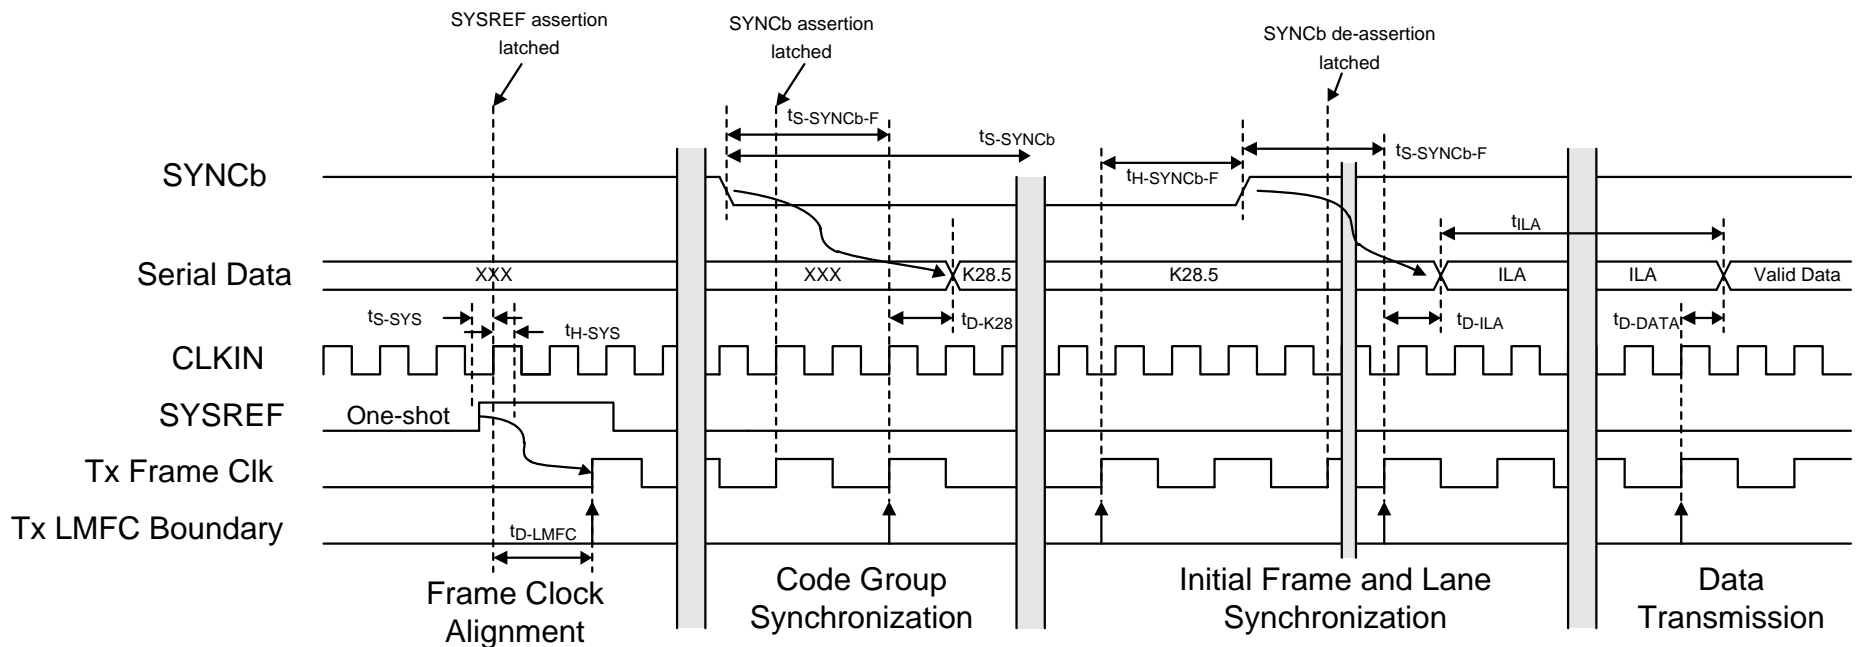 SYSREF assertion
latched
SYNCb assertion
latched
SYNCb de-assertion
latched
tS-SYNCb-F
tS-SYNCb
tS-SYNCb-F
tH-SYNCb-F
SYNCb
tILA
Serial Data
XXX
XXX
K28.5
K28.5
ILA
ILA
Valid Data
tS-SYS
tH-SYS
tD-K28
tD-ILA
tD-DATA
CLKIN
SYSREF
One-shot
Tx Frame Clk
Tx LMFC Boundary
tD-LMFC
Frame Clock
Alignment
Code Group
Synchronization
Initial Frame and Lane
Synchronization
Data
Transmission